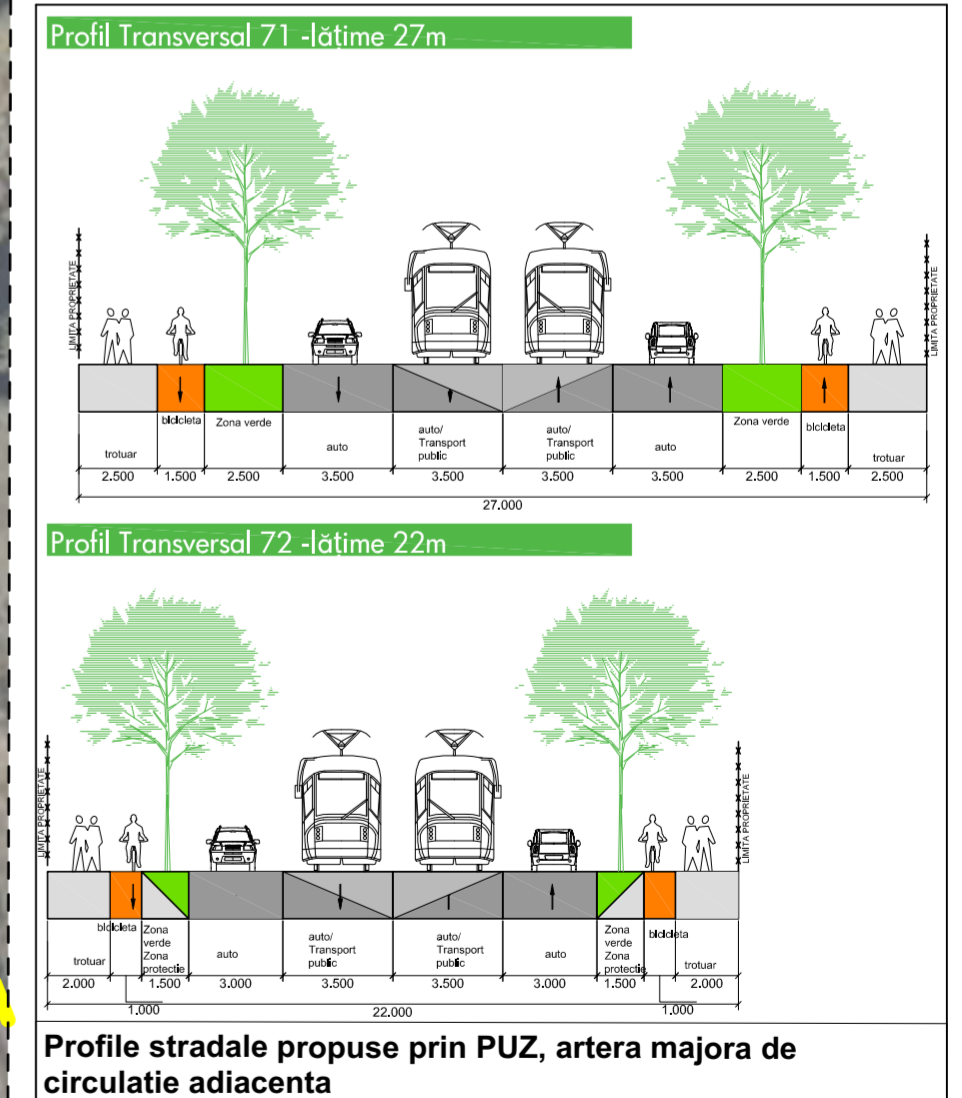 Profil Transversal 71 -lățime 27m
LIMITA PROPRIETATE
LIMITA PROPRIETATE
trotuar
bicicleta
Zona verde
auto
auto/
Transport
public
auto/
Transport
public
auto
Zona verde
bicicleta
trotuar
2.500 1.500 2.500 3.500 3.500 3.500 3.500 2.500 1.500 2.500
27.000
Profil Transversal 72 -lățime 22m
LIMITA PROPRIETATE
LIMITA PROPRIETATE
trotuar
bicicleta
Zona
verde
Zona
protectie
auto
auto/
Transport
public
auto/
Transport
public
auto
Zona
verde
Zona
protectie
bicicleta
trotuar
2.000 1.500 3.000 3.500 3.500 3.000 1.500 2.000
1.000 22.000 1.000
Profile stradale propuse prin PUZ, artera majora de
circulatie adiacenta